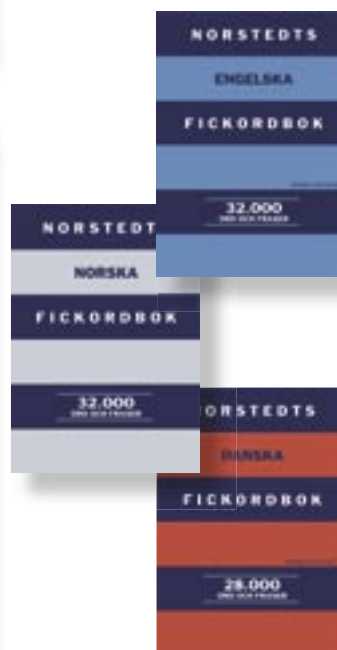 NORSTEDTS
ENGELSKA
FICKORDBOK
32.000
ORD OCH FRASER
NORSTEDT
NORSKA
FICKORDBOK
32.000
ORD OCH FRASER
ORSTEDTS
DANSKA
FICKORDBOK
28.000
ORD OCH FRASER